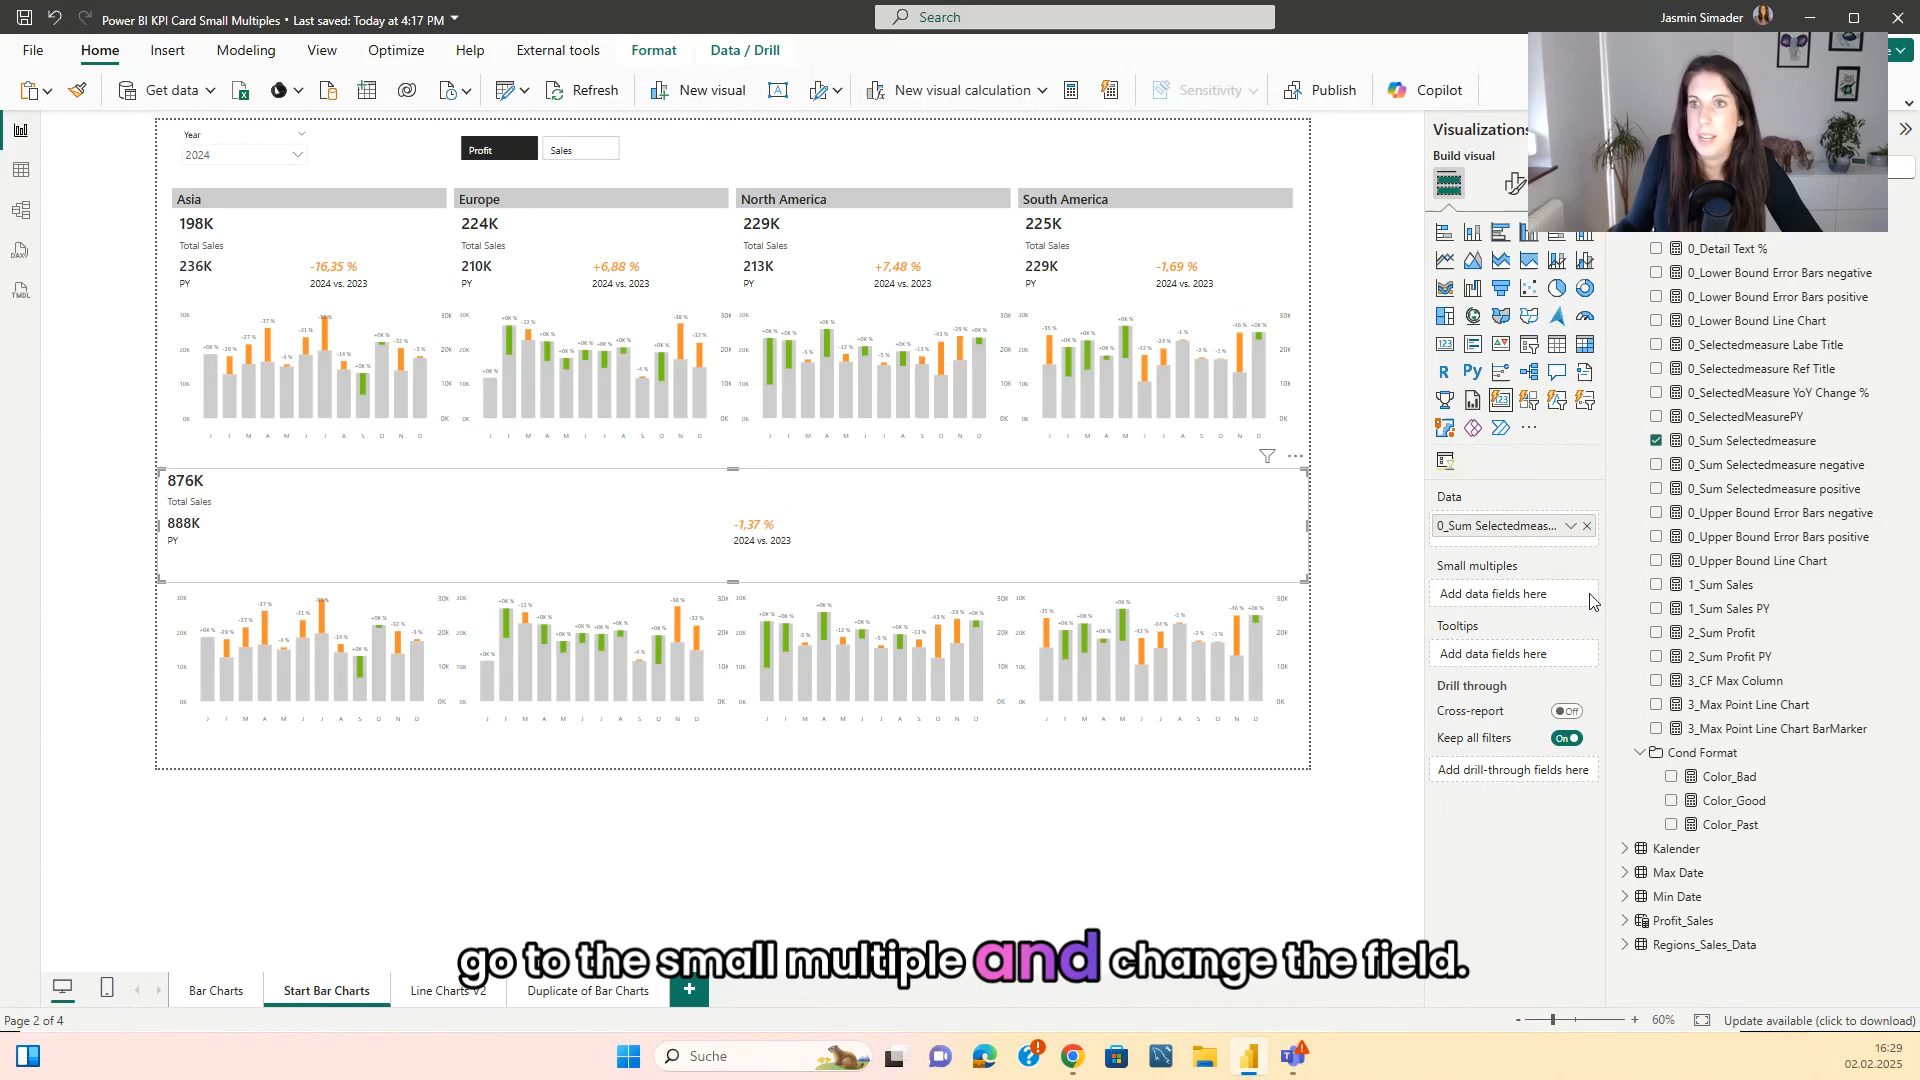 Power BI KPI Card Small Multiples • Last saved: Today at 4:17 PM
Search
Jasmin Simader
File
Home
Insert
Modeling
View
Optimize
Help
External tools
Format
Data / Drill
Get data
Refresh
New visual
New visual calculation
Sensitivity
Publish
Copilot
Year
2024
Profit
Sales
Asia
198K
Total Sales
236K
-16,35 %
PY
2024 vs. 2023
Europe
224K
Total Sales
210K
+6,88 %
PY
2024 vs. 2023
North America
229K
Total Sales
213K
+7,48 %
PY
2024 vs. 2023
South America
225K
Total Sales
229K
-1,69 %
PY
2024 vs. 2023
876K
Total Sales
888K
-1,37 %
PY
2024 vs. 2023
Visualizations
Build visual
Data
0_Sum Selectedmeas...
Small multiples
Add data fields here
Tooltips
Add data fields here
Drill through
Cross-report
Off
Keep all filters
On
Add drill-through fields here
0_Detail Text %
0_Lower Bound Error Bars negative
0_Lower Bound Error Bars positive
0_Lower Bound Line Chart
0_Selectedmeasure Labe Title
0_Selectedmeasure Ref Title
0_SelectedMeasure YoY Change %
0_SelectedMeasurePY
0_Sum Selectedmeasure
0_Sum Selectedmeasure negative
0_Sum Selectedmeasure positive
0_Upper Bound Error Bars negative
0_Upper Bound Error Bars positive
0_Upper Bound Line Chart
1_Sum Sales
1_Sum Sales PY
2_Sum Profit
2_Sum Profit PY
3_CF Max Column
3_Max Point Line Chart
3_Max Point Line Chart BarMarker
Cond Format
Color_Bad
Color_Good
Color_Past
Kalender
Max Date
Min Date
Profit_Sales
Regions_Sales_Data
go to the small multiple and change the field.
Bar Charts
Start Bar Charts
Line Charts V2
Duplicate of Bar Charts
Page 2 of 4
60%
Update available (click to download)
Suche
16:29
02.02.2025